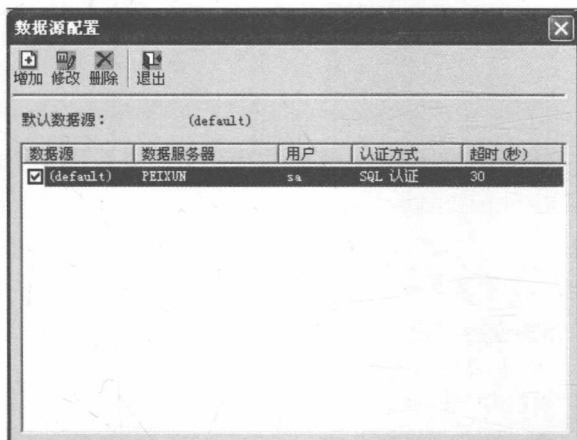 数据源配置
增加 修改 删除 退出
默认数据源： (default)
数据源 数据服务器 用户 认证方式 超时(秒)
(default) PEIXUN sa SQL 认证 30